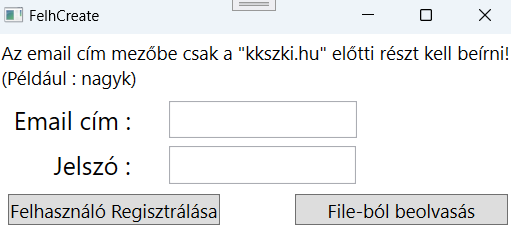 FelhCreate
Az email cím mezőbe csak a "kkszki.hu" előtti részt kell beírni!
(Például : nagyk)
Email cím :
Jelszó :
Felhasználó Regisztrálása
File-ból beolvasás